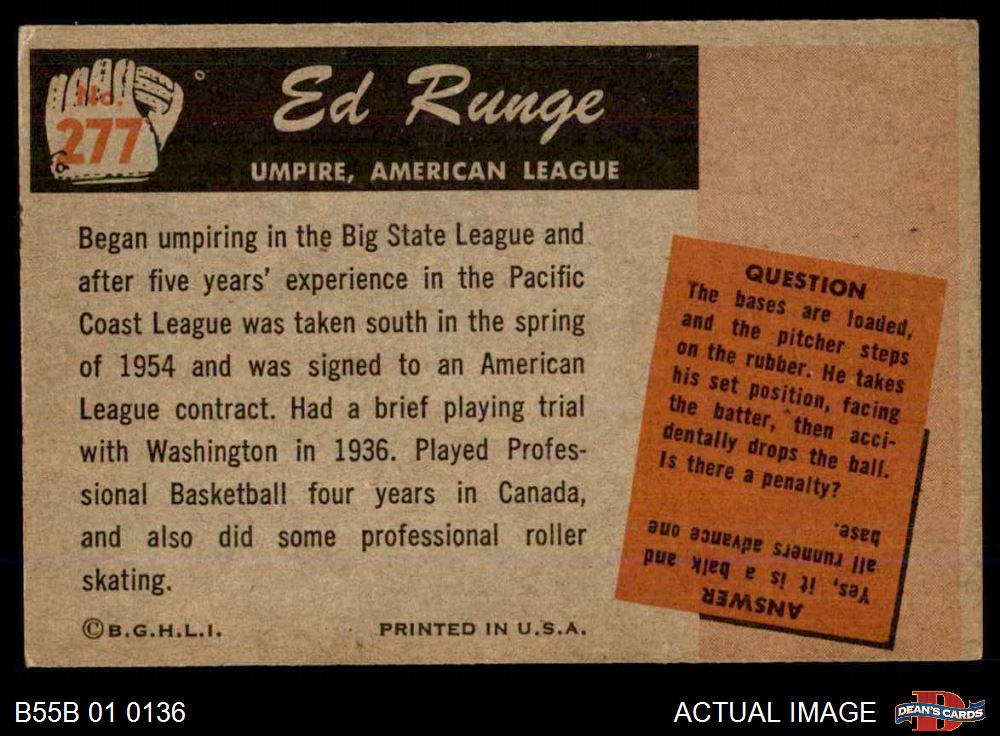 No.
277
Ed Runge
UMPIRE, AMERICAN LEAGUE
Began umpiring in the Big State League and
after five years' experience in the Pacific
Coast League was taken south in the spring
of 1954 and was signed to an American
League contract. Had a brief playing trial
with Washington in 1936. Played Profes-
sional Basketball four years in Canada,
and also did some professional roller
skating.
©B.G.H.L.I.
PRINTED IN U.S.A.
QUESTION
The bases are loaded,
and the pitcher steps
on the rubber. He takes
his set position, facing
the batter, then acci-
dentally drops the ball.
Is there a penalty?
ANSWER
Yes, it is a balk and
all runners advance one
base.
B55B 01 0136
ACTUAL IMAGE
DEAN'S CARDS